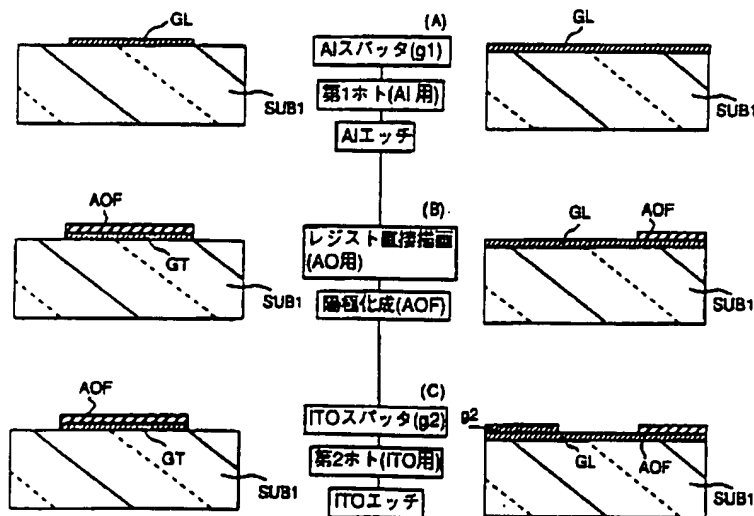 (A)
GL
AIスパッタ(g1)
GL
第1ホト(AI用)
SUB1
SUB1
AIエッチ
(B)
AOF
GL
AOF
レジスト直接描画
(AO用)
GT
SUB1
陽極化成(AOF)
SUB1
(C)
AOF
ITOスパッタ(g2)
g2
GT
第2ホト(ITO用)
GL
AOF
SUB1
ITOエッチ
SUB1